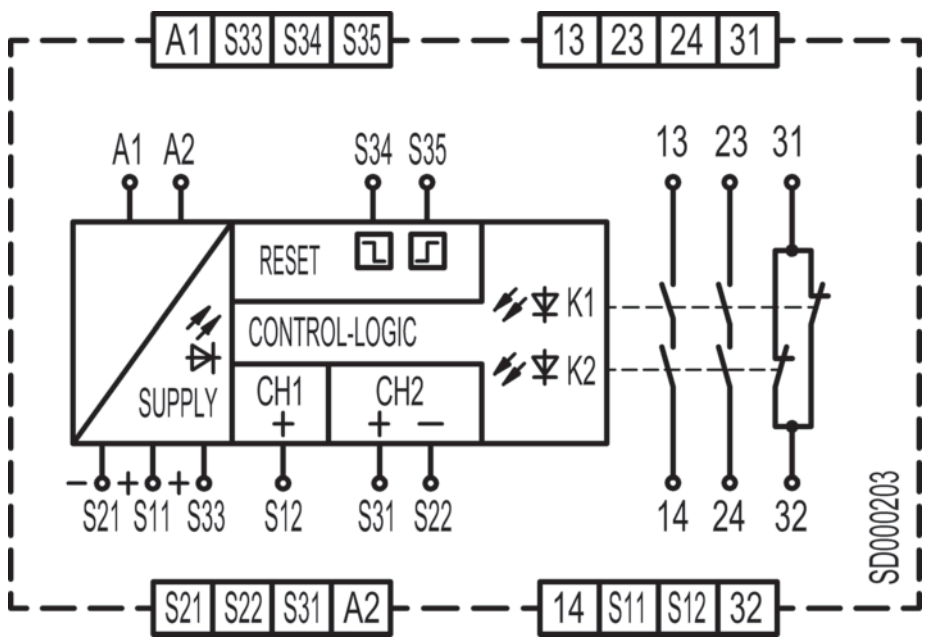 A1 S33 S34 S35 13 23 24 31
A1 A2 S34 S35 13 23 31
RESET
K1
CONTROL-LOGIC
K2
SUPPLY CH1 CH2
+ + −
− + +
S21 S11 S33 S12 S31 S22 14 24 32
SD000203
S21 S22 S31 A2 14 S11 S12 32